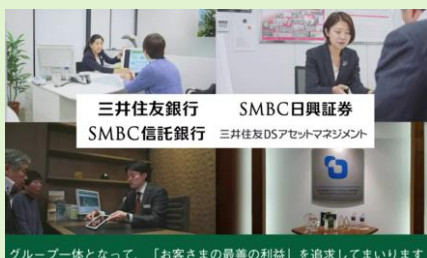 三井住友銀行 SMBC日興証券
SMBC信託銀行 三井住友DSアセットマネジメント
グループ一体となって、「お客さまの最善の利益」を追求してまいります